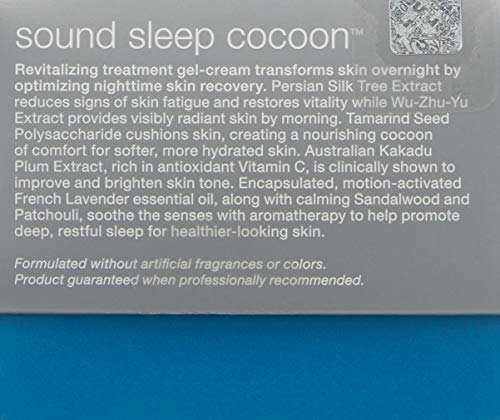 sound sleep cocoon™
Revitalizing treatment gel-cream transforms skin overnight by
optimizing nighttime skin recovery. Persian Silk Tree Extract
reduces signs of skin fatigue and restores vitality while Wu-Zhu-Yu
Extract provides visibly radiant skin by morning. Tamarind Seed
Polysaccharide cushions skin, creating a nourishing cocoon
of comfort for softer, more hydrated skin. Australian Kakadu
Plum Extract, rich in antioxidant Vitamin C, is clinically shown to
improve and brighten skin tone. Encapsulated, motion-activated
French Lavender essential oil, along with calming Sandalwood and
Patchouli, soothe the senses with aromatherapy to help promote
deep, restful sleep for healthier-looking skin.
Formulated without artificial fragrances or colors.
Product guaranteed when professionally recommended.